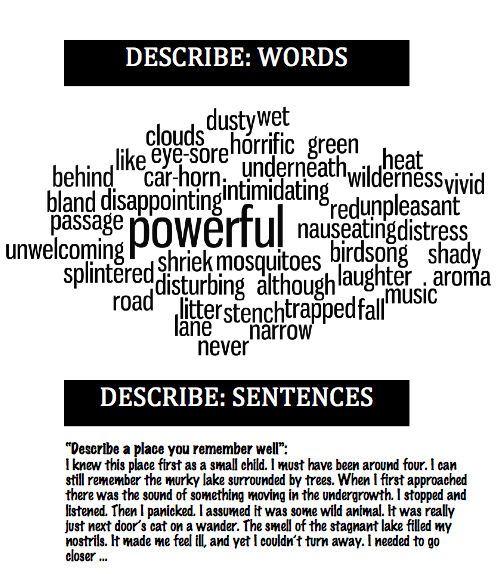 DESCRIBE: WORDS
dusty wet
clouds horrific green
like eye-sore underneath heat
behind car-horn wilderness vivid
bland disappointing intimidating red unpleasant
passage powerful nauseating distress
unwelcoming shriek mosquitoes birdsong shady
splintered disturbing although laughter aroma
road litter stench trapped fall music
lane narrow
never
DESCRIBE: SENTENCES
"Describe a place you remember well":
I knew this place first as a small child. I must have been around four. I can
still remember the murky lake surrounded by trees. When I first approached
there was the sound of something moving in the undergrowth. I stopped and
listened. Then I panicked. I assumed it was some wild animal. It was really
just next door's cat on a wander. The smell of the stagnant lake filled my
nostrils. It made me feel ill, and yet I couldn't turn away. I needed to go
closer ...